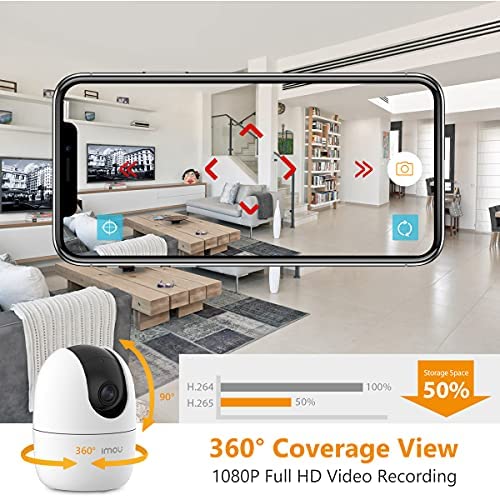 H.264
100%
H.265
50%
Storage Space
50%
90°
360°
imou
360° Coverage View
1080P Full HD Video Recording